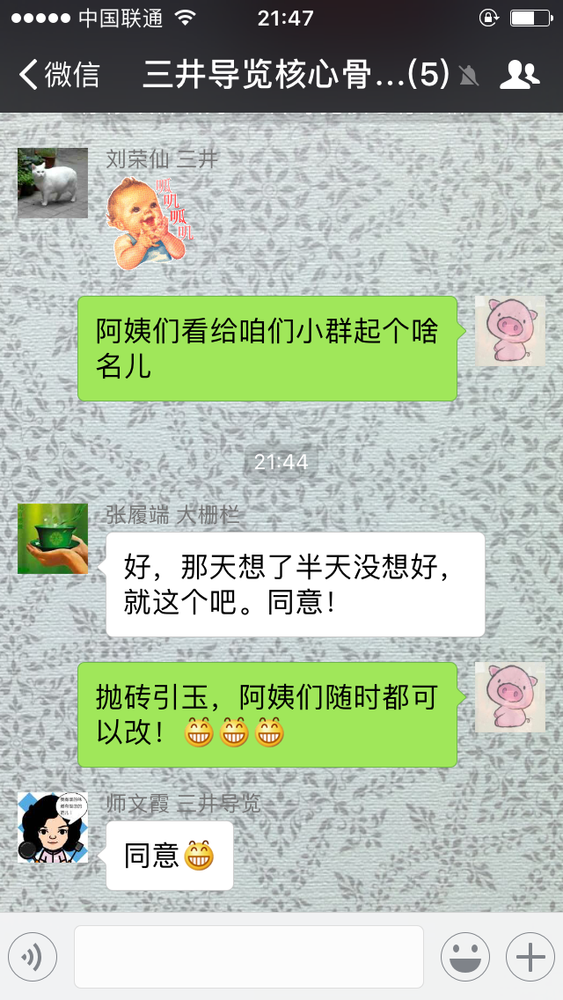 中国联通
21:47
微信
三井导览核心骨...(5)
刘荣仙 三井
呱
叽
呱
叽
阿姨们看给咱们小群起个啥
名儿
21:44
张履端 大栅栏
好，那天想了半天没想好，
就这个吧。同意！
抛砖引玉，阿姨们随时都可
以改！😁😁😁
师文霞 三井导览
同意😁